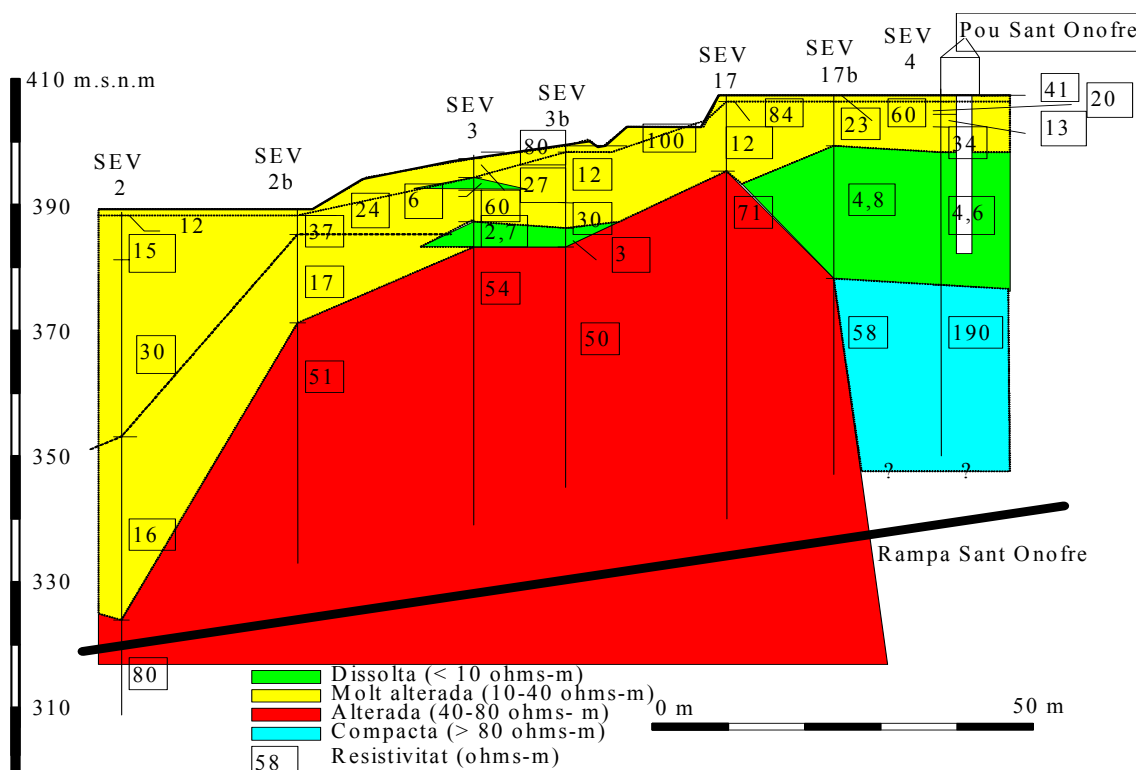 Pou Sant Onofre
410 m.s.n.m
SEV
2
SEV
2b
SEV
3
SEV
3b
SEV
17
SEV
17b
SEV
4
41
20
13
84
23
60
34
100
80
12
12
27
6
60
24
30
37
2,7
3
71
4,8
4,6
390
12
15
17
54
50
58
190
370
30
51
350
16
?
?
330
Rampa Sant Onofre
80
310
Dissolta (< 10 ohms-m)
Molt alterada (10-40 ohms-m)
Alterada (40-80 ohms- m)
Compacta (> 80 ohms-m)
58
Resistivitat (ohms-m)
0 m
50 m